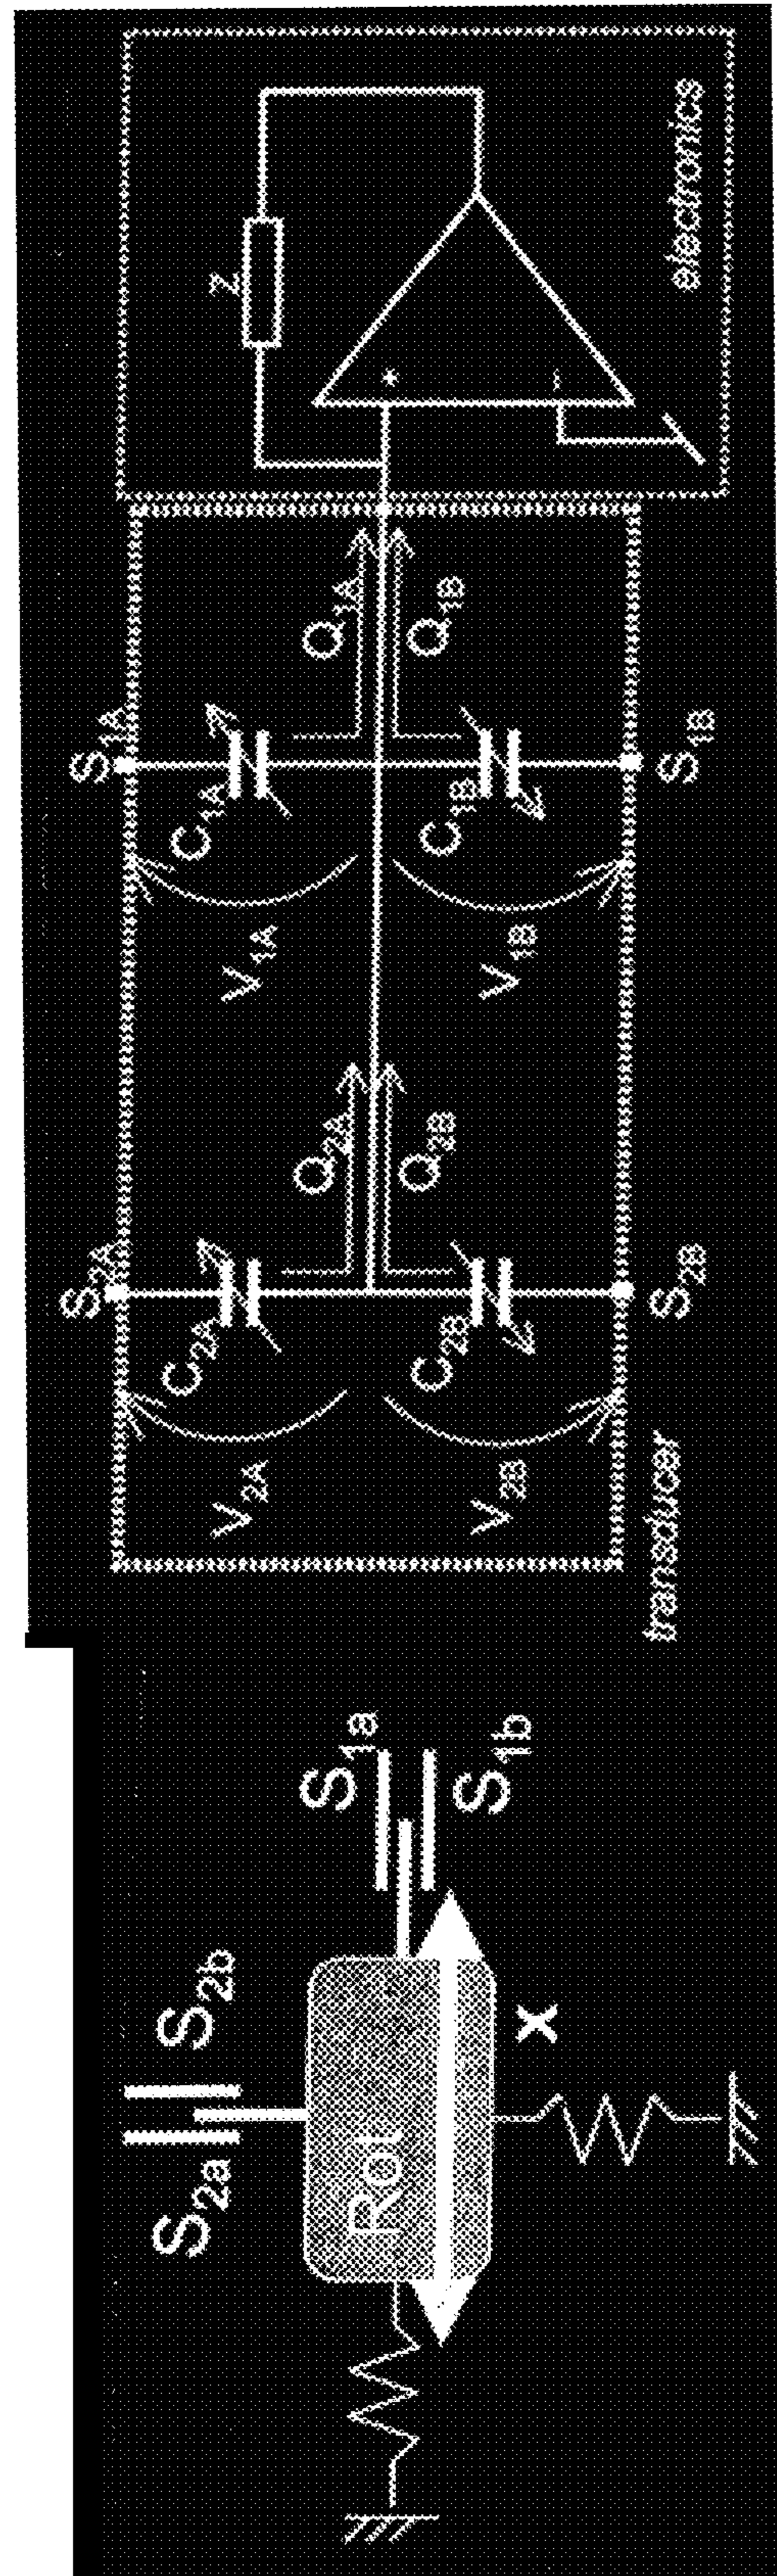 S2a S2b
S1a
Rot
S1b
x
S2A
S1A
C2A
C1A
Z
V2A
V1A
Q2A
Q1A
+
Q2B
Q1B
C2B
C1B
V2B
V1B
-
S2B
S1B
transducer
electronics